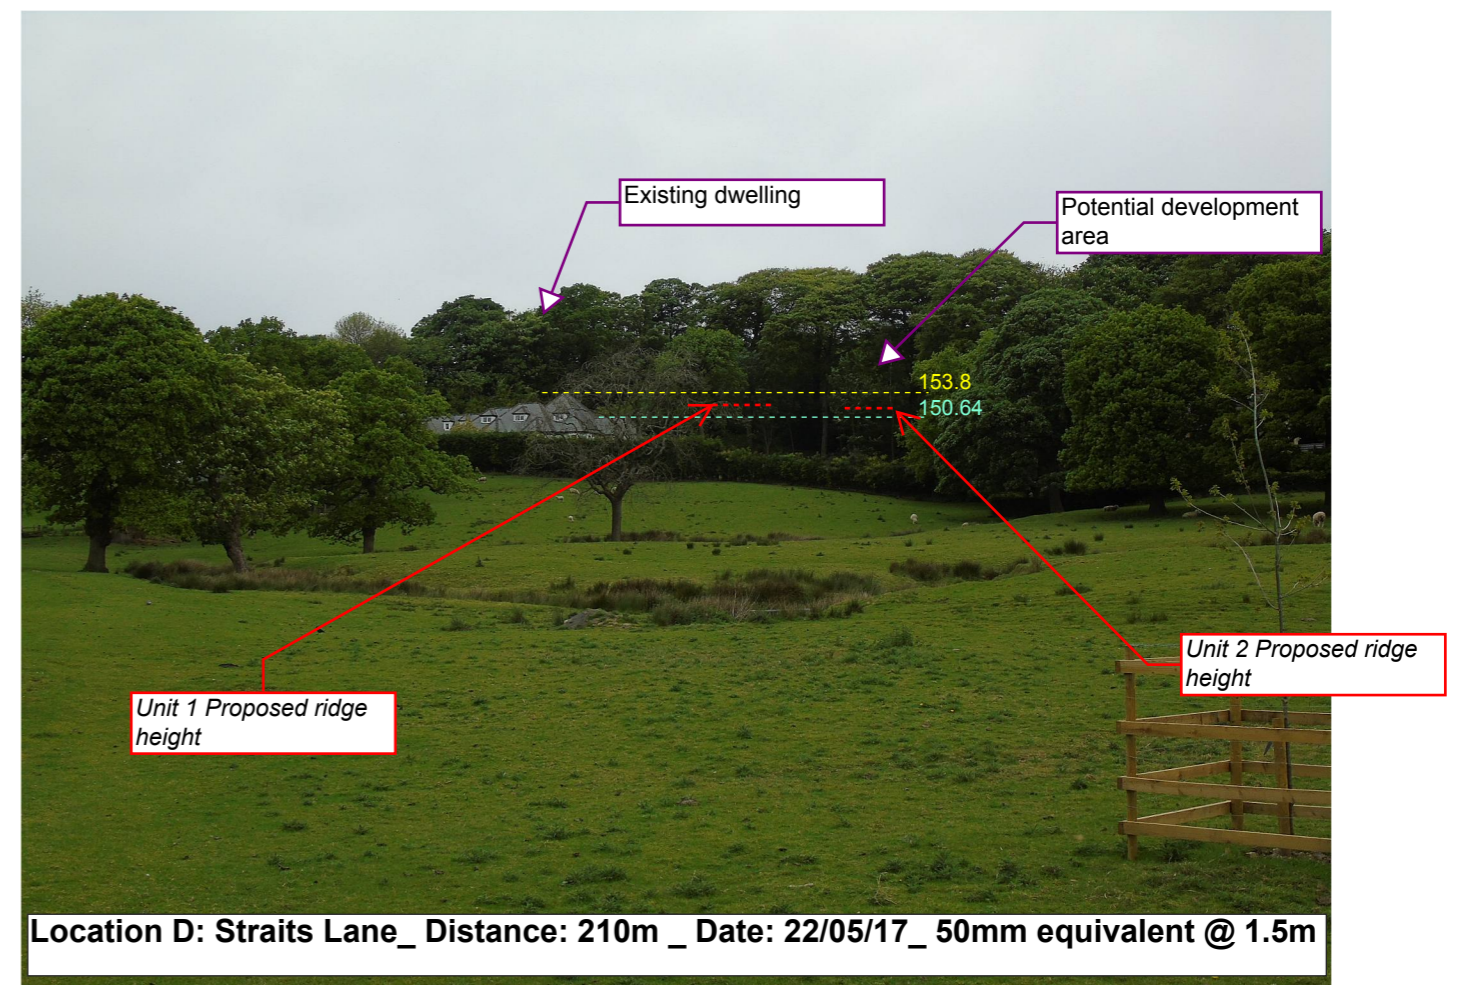 Existing dwelling
Potential development
area
153.8
150.64
Unit 2 Proposed ridge
height
Unit 1 Proposed ridge
height
Location D: Straits Lane_ Distance: 210m _ Date: 22/05/17_ 50mm equivalent @ 1.5m